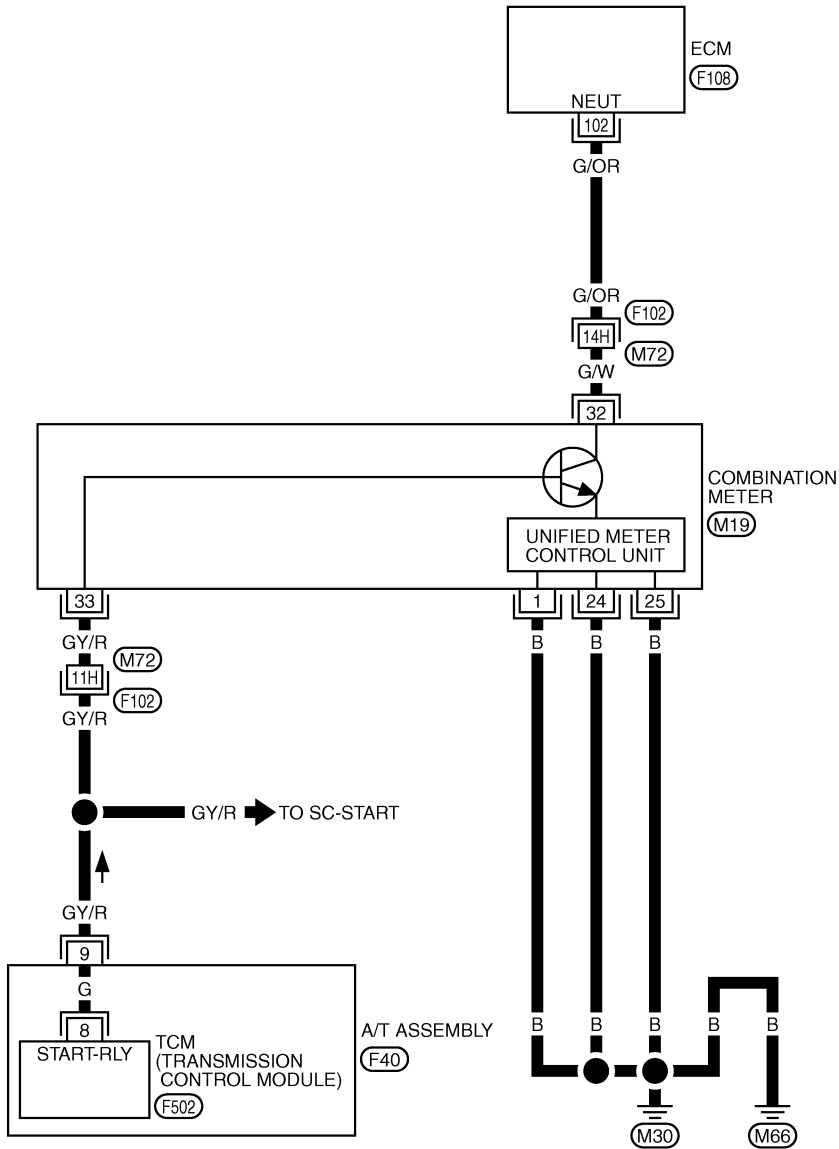 ECM
F108
NEUT
102
G/OR
G/OR
F102
14H
M72
G/W
32
COMBINATION
METER
M19
UNIFIED METER
CONTROL UNIT
33
1
24
25
GY/R
B
B
B
M72
11H
F102
GY/R
GY/R
TO SC-START
GY/R
9
G
8
START-RLY
TCM
(TRANSMISSION
CONTROL MODULE)
F502
A/T ASSEMBLY
F40
B
B
B
B
B
M30
M66